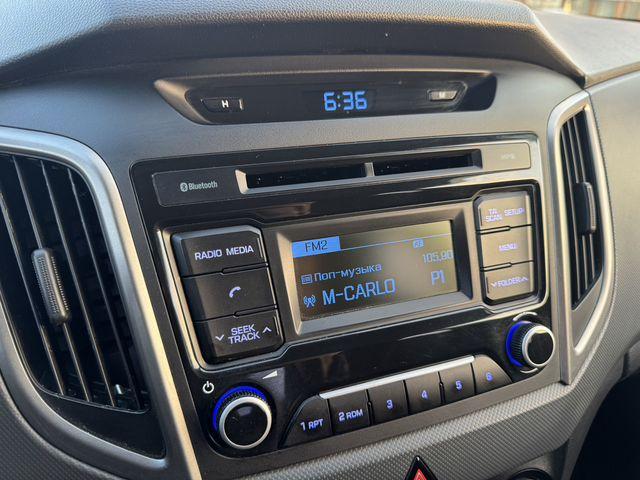 H
6:36
M
Bluetooth
MP3
RADIO MEDIA
SEEK
TRACK
FM2
Поп-музыка
105,90
M-CARLO
P1
TA
SCAN
SETUP
MENU
FOLDER
1 RPT
2 RDM
3
4
5
6